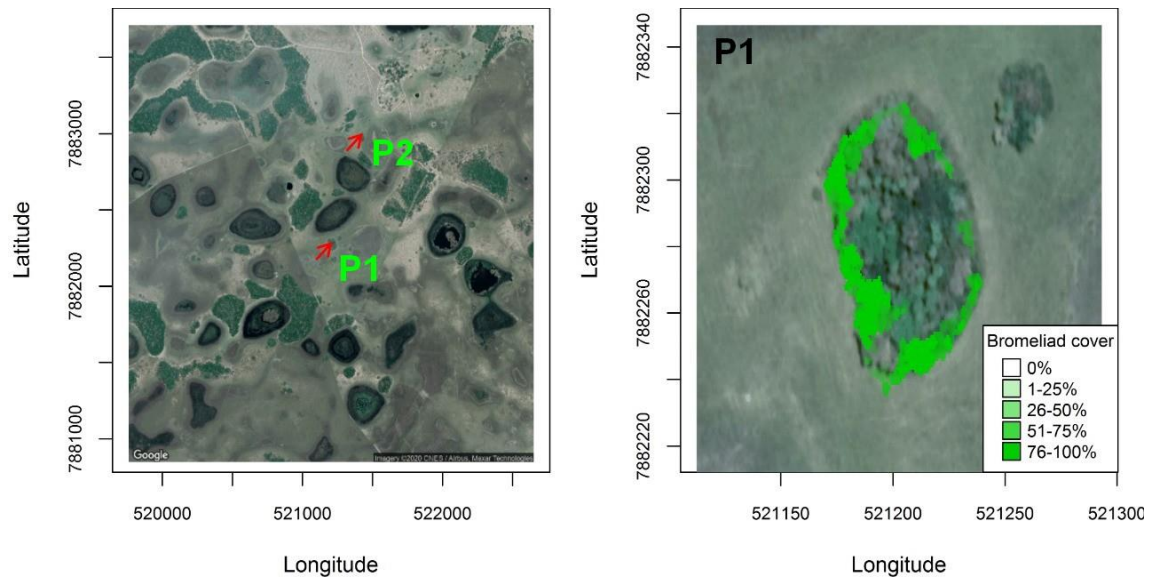 7883000
7882000
7881000
Latitude
P2
P1
Google
Imagery ©2020 CNES / Airbus, Maxar Technologies
520000
521000
522000
Longitude
7882340
7882300
7882260
7882220
Latitude
P1
Bromeliad cover
0%
1-25%
26-50%
51-75%
76-100%
521150
521200
521250
521300
Longitude